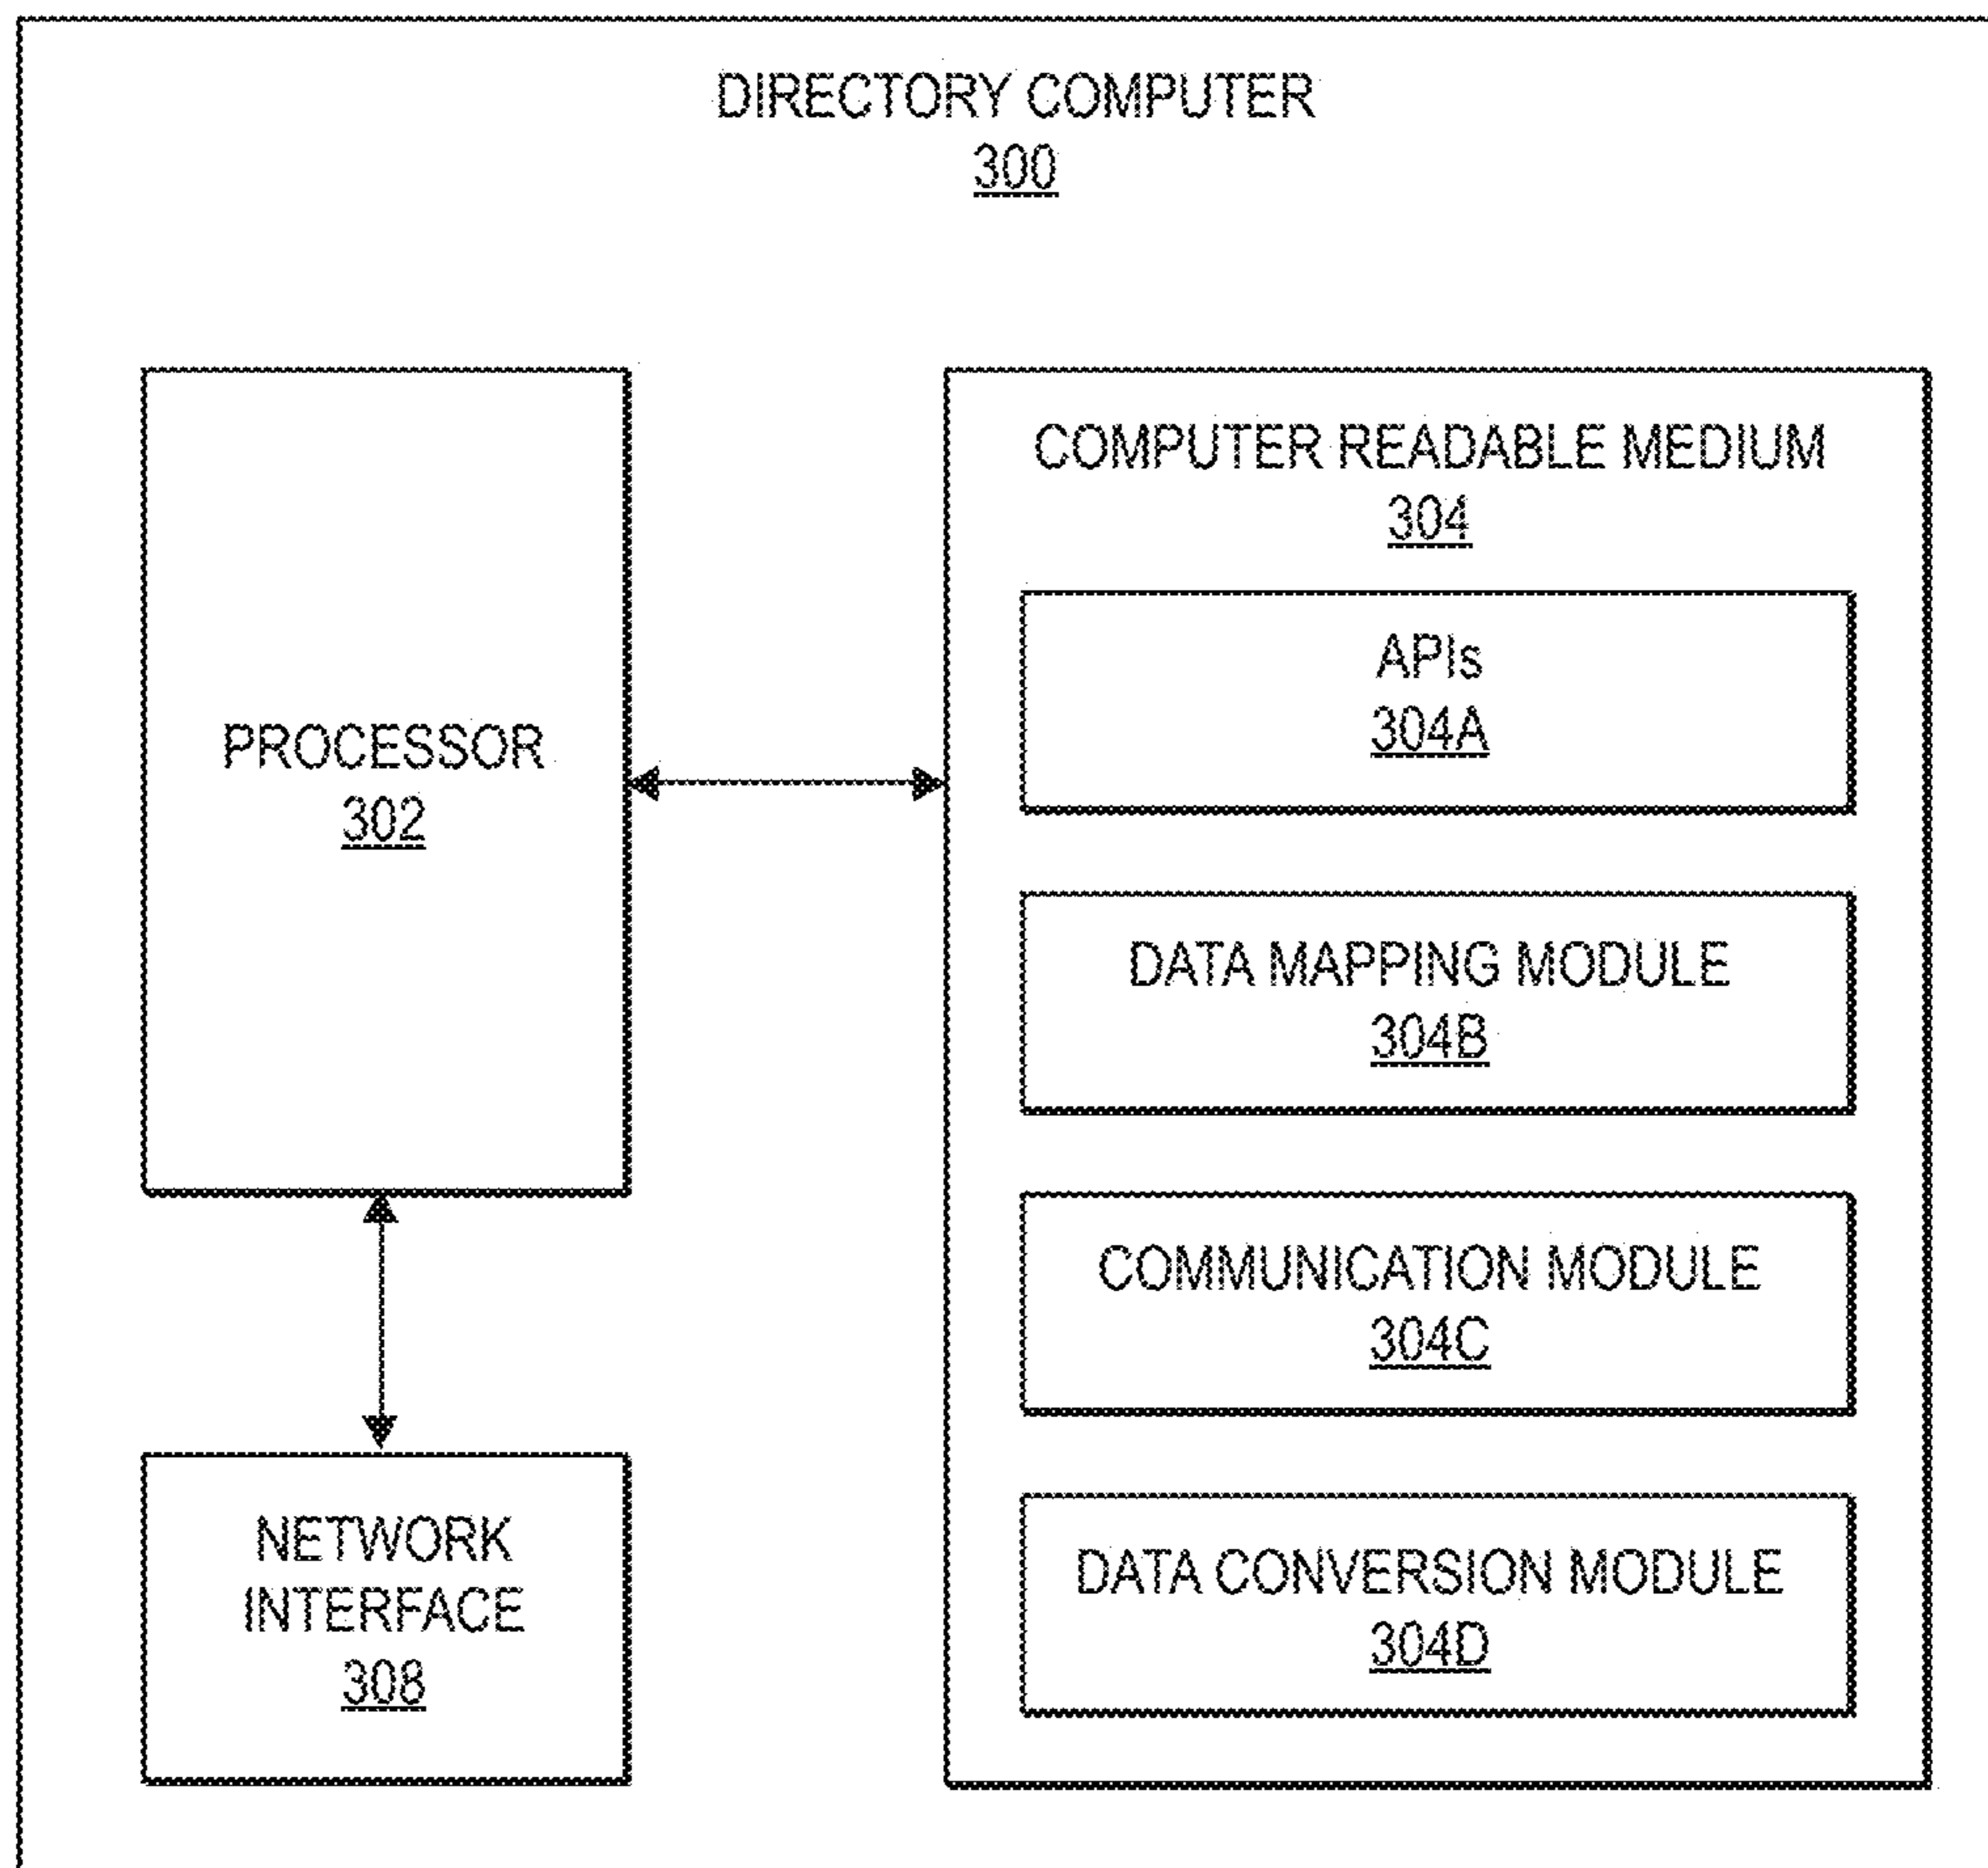 DIRECTORY COMPUTER
300
PROCESSOR
302
NETWORK
INTERFACE
308
COMPUTER READABLE MEDIUM
304
APIs
304A
DATA MAPPING MODULE
304B
COMMUNICATION MODULE
304C
DATA CONVERSION MODULE
304D